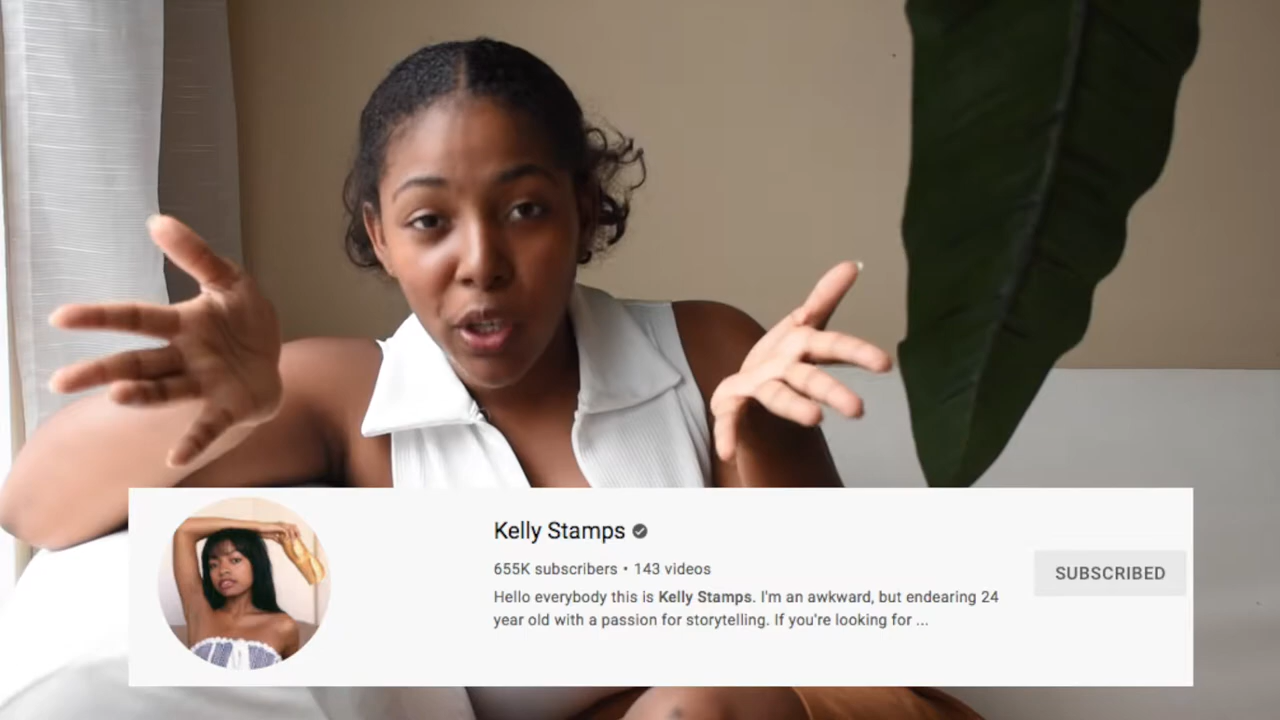 Kelly Stamps
655K subscribers • 143 videos
Hello everybody this is Kelly Stamps. I'm an awkward, but endearing 24
year old with a passion for storytelling. If you're looking for ...
SUBSCRIBED